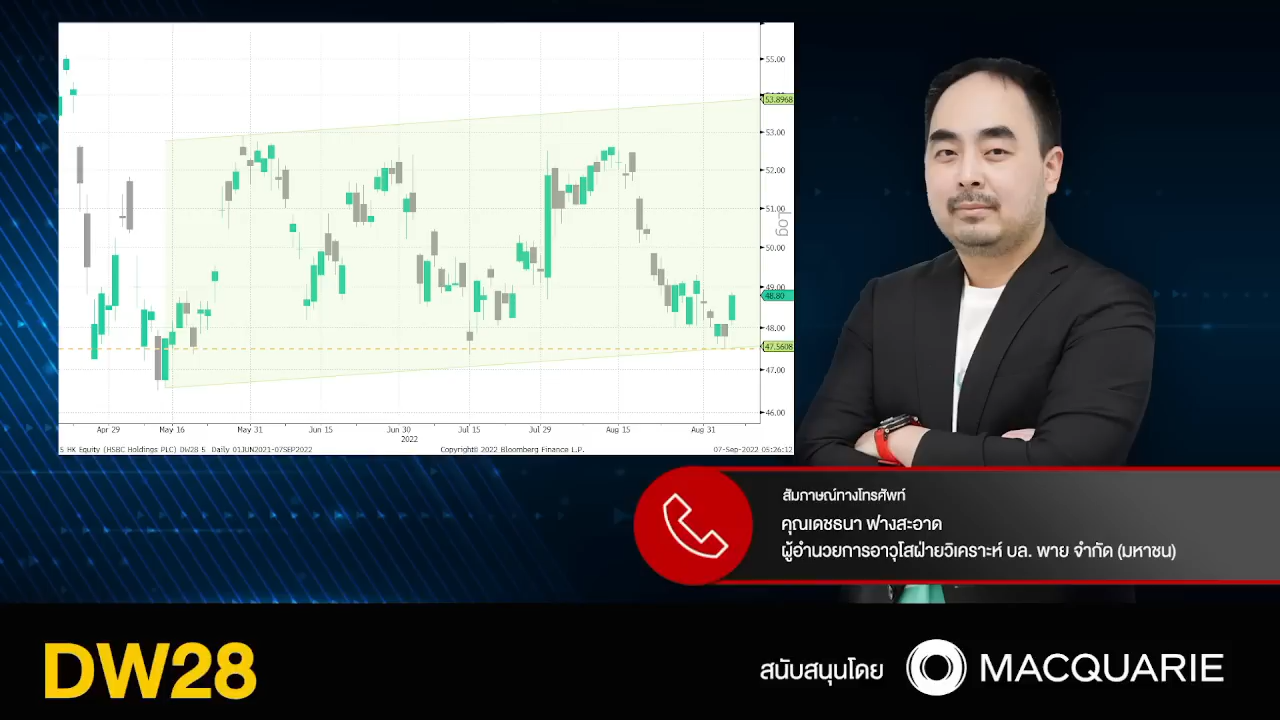 55.00
53.8968
53.00
52.00
51.00
Log
50.00
49.00
48.80
48.00
47.5608
47.00
46.00
Apr 29 May 16 May 31 Jun 15 Jun 30 Jul 15 Jul 29 Aug 15 Aug 31
2022
5 HK Equity (HSBC Holdings PLC) DW28 5 Daily 01JUN2021-07SEP2022 Copyright© 2022 Bloomberg Finance L.P. 07-Sep-2022 05:26:12
สัมภาษณ์ทางโทรศัพท์
คุณเดชธนา ฟางสะอาด
ผู้อำนวยการอาวุโสฝ่ายวิเคราะห์ บล. พาย จำกัด (มหาชน)
DW28
สนับสนุนโดย MACQUARIE